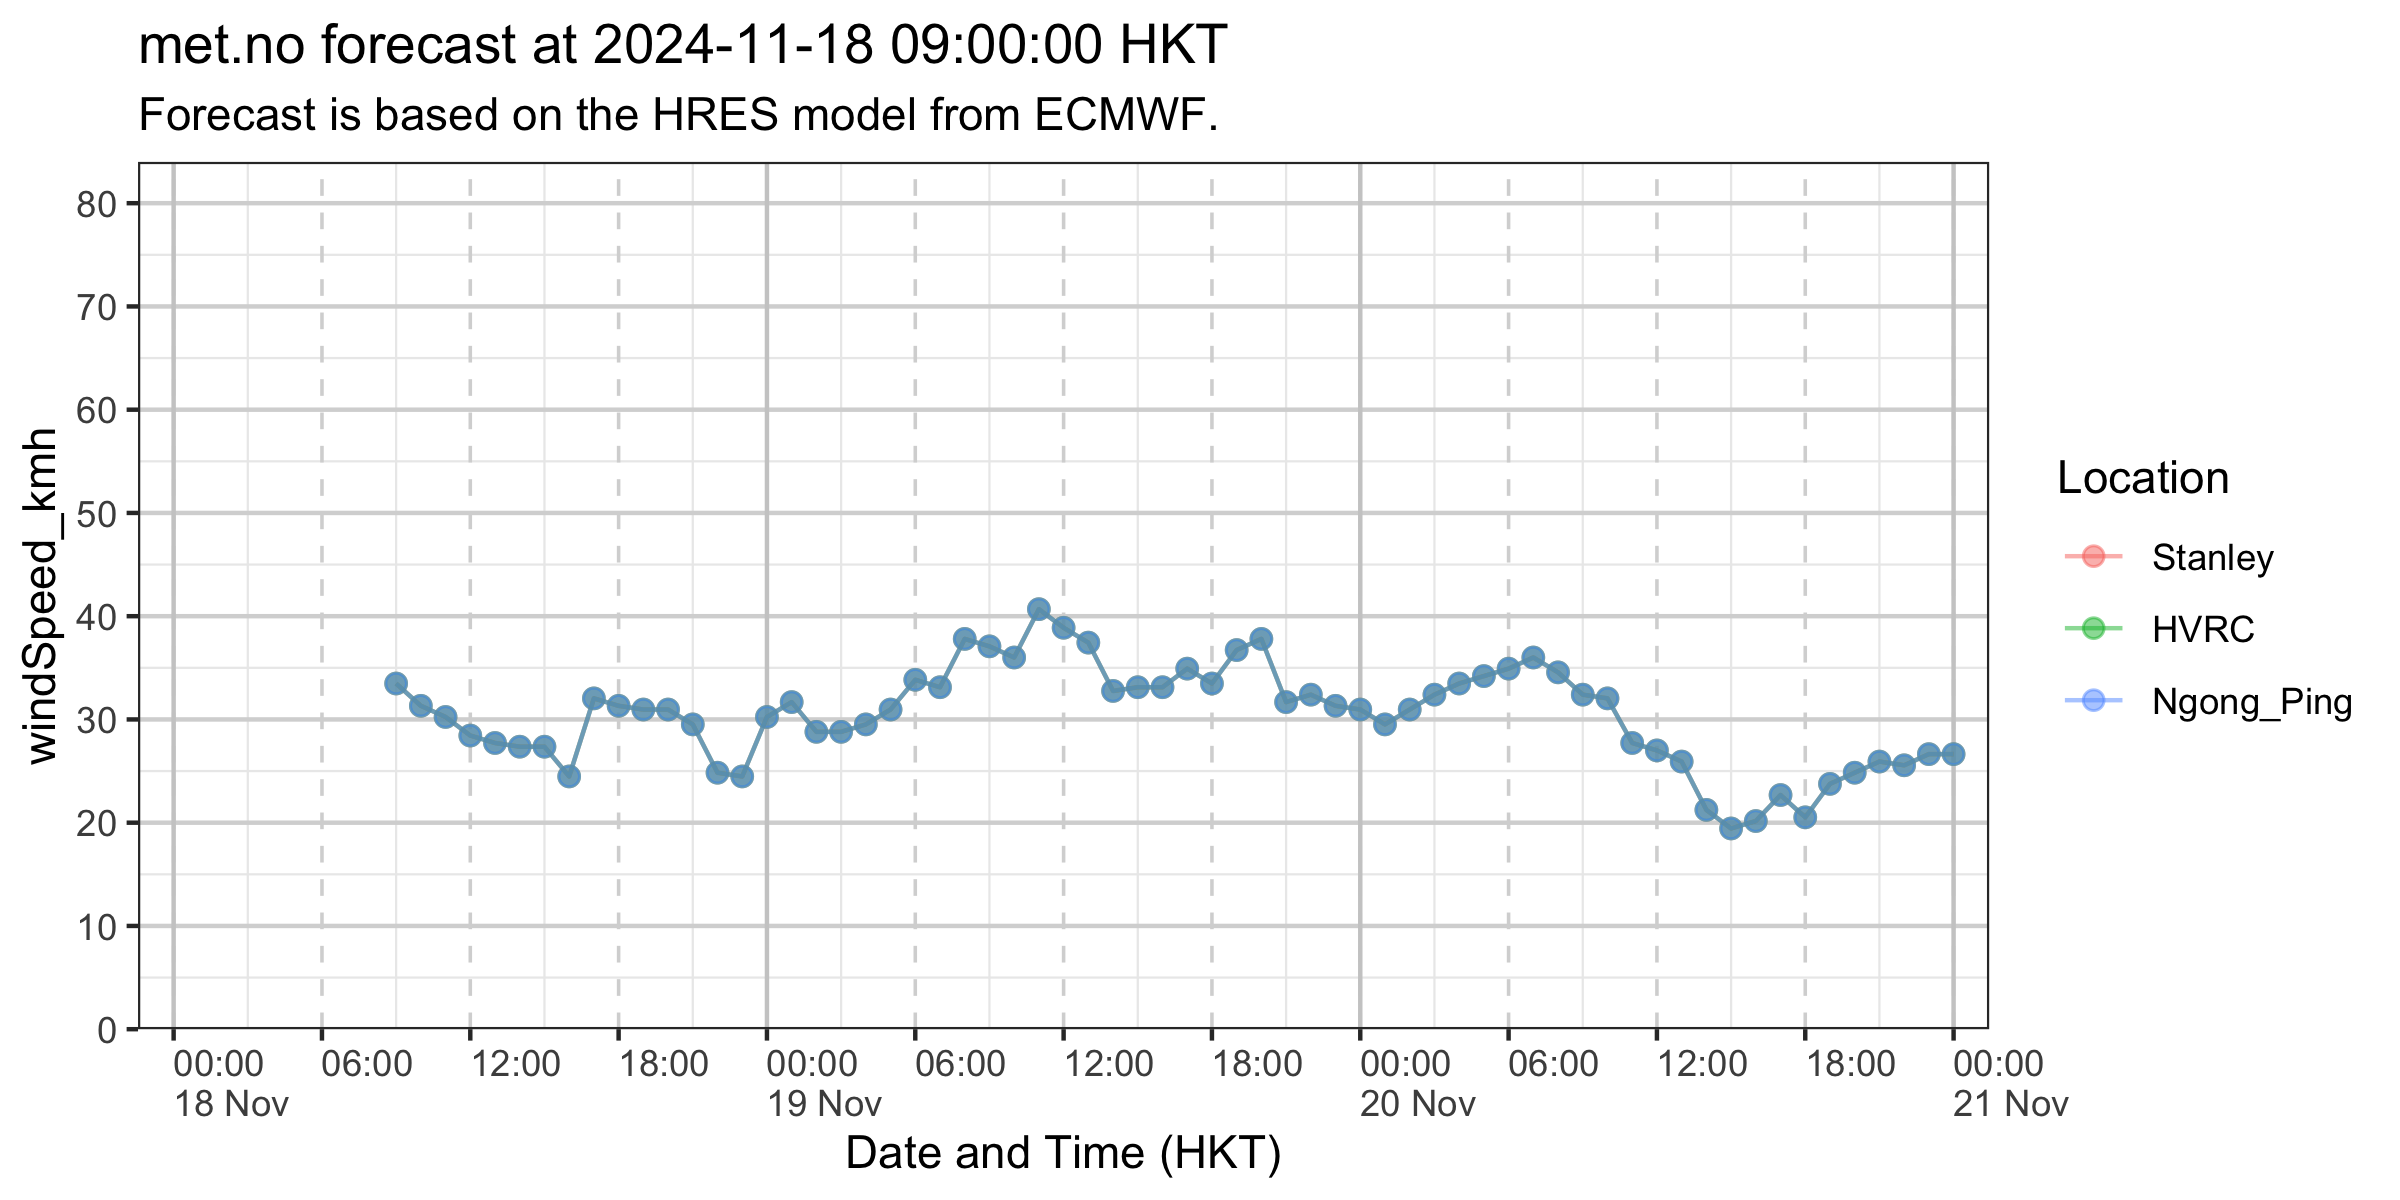 met.no forecast at 2024-11-18 09:00:00 HKT
Forecast is based on the HRES model from ECMWF.
windSpeed_kmh
80
70
60
50
40
30
20
10
0
00:00 06:00 12:00 18:00 00:00 06:00 12:00 18:00 00:00 06:00 12:00 18:00 00:00
18 Nov 19 Nov 20 Nov 21 Nov
Date and Time (HKT)
Location
Stanley
HVRC
Ngong_Ping